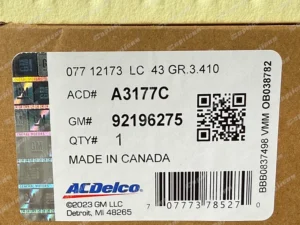 077 12173 LC 43 GR.3.410
ACD# A3177C
GM# 92196275
QTY# 1
MADE IN CANADA
ACDelco
©2023 GM LLC
Detroit, MI 48265
7 07773 78527 0
BBB0837498 VMM OB038782